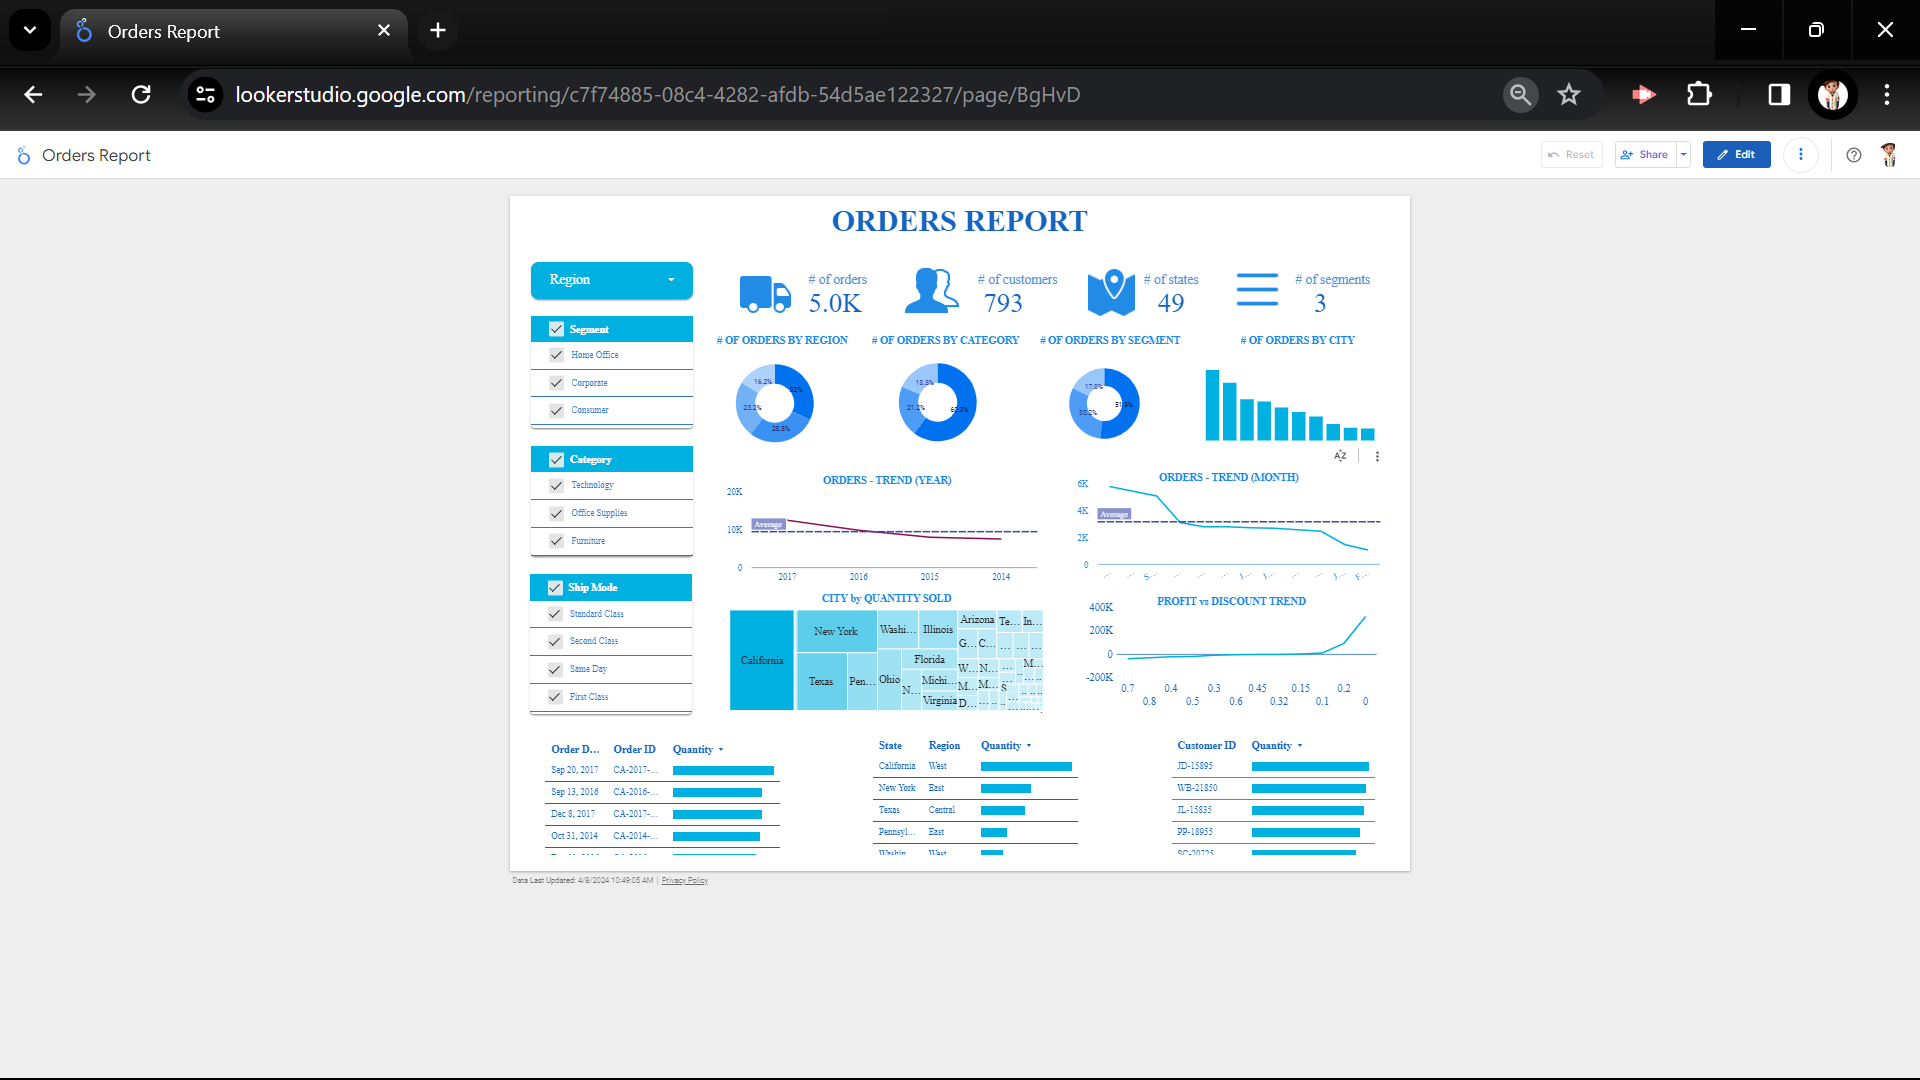 Orders Report
lookerstudio.google.com/reporting/c7f74885-08c4-4282-afdb-54d5ae122327/page/BgHvD
Orders Report
Reset
Share
Edit
ORDERS REPORT
Region
# of orders
5.0K
# of customers
793
# of states
49
# of segments
3
Segment
Home Office
Corporate
Consumer
Category
Technology
Office Supplies
Furniture
Ship Mode
Standard Class
Second Class
Same Day
First Class
# OF ORDERS BY REGION
16.2%
32%
23.2%
28.5%
# OF ORDERS BY CATEGORY
18.5%
21.2%
60.3%
# OF ORDERS BY SEGMENT
17.8%
30.2%
51.9%
# OF ORDERS BY CITY
ORDERS - TREND (YEAR)
20K
10K
0
Average
2017 2016 2015 2014
ORDERS - TREND (MONTH)
6K
4K
2K
0
Average
S... J... J... J... F...
CITY by QUANTITY SOLD
California
New York
Texas
Pen...
Washi...
Illinois
Ohio
Florida
N...
Michi...
Virginia
Arizona
Te...
In...
G...
C...
W...
N...
M...
M...
M...
D...
S
PROFIT vs DISCOUNT TREND
400K
200K
0
-200K
0.7 0.4 0.3 0.45 0.15 0.2
0.8 0.5 0.6 0.32 0.1 0
Order D... Order ID Quantity
Sep 20, 2017 CA-2017-...
Sep 13, 2016 CA-2016-...
Dec 8, 2017 CA-2017-...
Oct 31, 2014 CA-2014-...
State Region Quantity
California West
New York East
Texas Central
Pennsyl... East
Washin West
Customer ID Quantity
JD-15895
WB-21850
JL-15835
PP-18955
SC-20725
Data Last Updated: 4/8/2024 10:49:05 AM
Privacy Policy